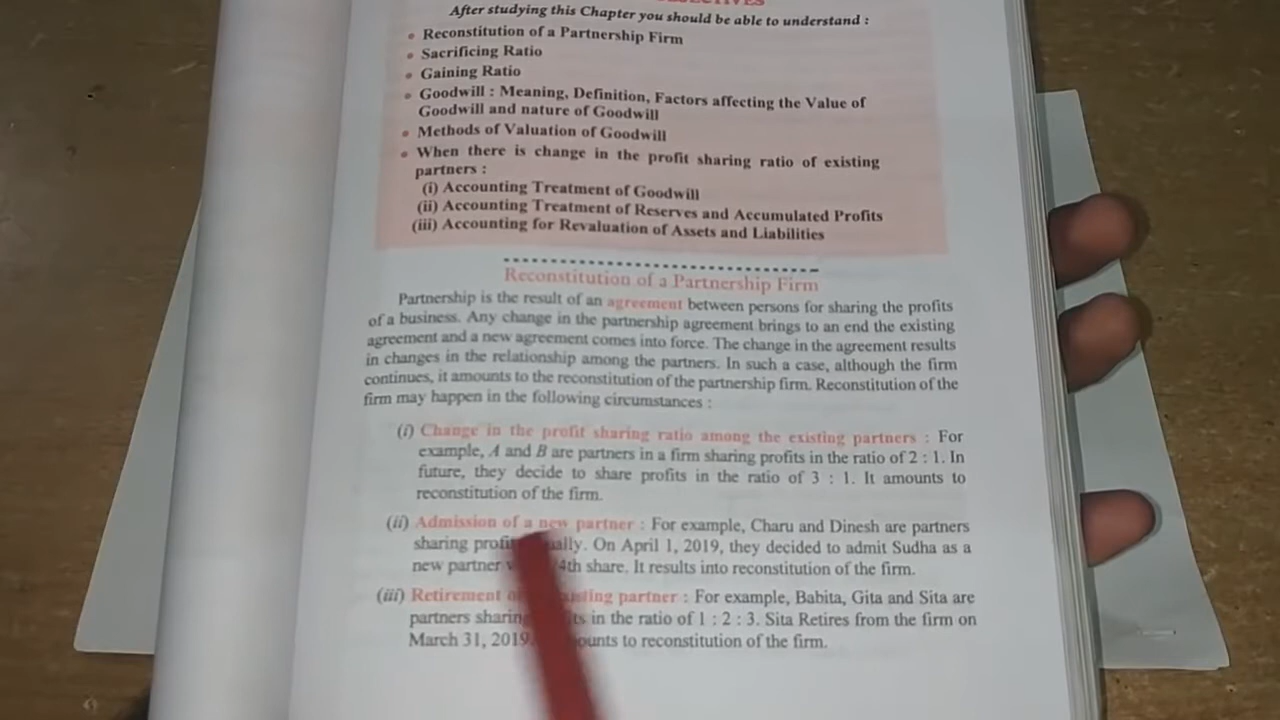 After studying this Chapter you should be able to understand :
• Reconstitution of a Partnership Firm
• Sacrificing Ratio
• Gaining Ratio
• Goodwill : Meaning, Definition, Factors affecting the Value of
Goodwill and nature of Goodwill
• Methods of Valuation of Goodwill
• When there is change in the profit sharing ratio of existing
partners :
(i) Accounting Treatment of Goodwill
(ii) Accounting Treatment of Reserves and Accumulated Profits
(iii) Accounting for Revaluation of Assets and Liabilities
Reconstitution of a Partnership Firm
Partnership is the result of an agreement between persons for sharing the profits
of a business. Any change in the partnership agreement brings to an end the existing
agreement and a new agreement comes into force. The change in the agreement results
in changes in the relationship among the partners. In such a case, although the firm
continues, it amounts to the reconstitution of the partnership firm. Reconstitution of the
firm may happen in the following circumstances :
(i) Change in the profit sharing ratio among the existing partners : For
example, A and B are partners in a firm sharing profits in the ratio of 2 : 1. In
future, they decide to share profits in the ratio of 3 : 1. It amounts to
reconstitution of the firm.
(ii) Admission of a new partner : For example, Charu and Dinesh are partners
sharing On April 1, 2019, they decided to admit Sudha as a
new partner share. It results into reconstitution of the firm.
(iii) Retirement partner : For example, Babita, Gita and Sita are
partners sharing in the ratio of 1 : 2 : 3. Sita Retires from the firm on
March 31, 2019. to reconstitution of the firm.